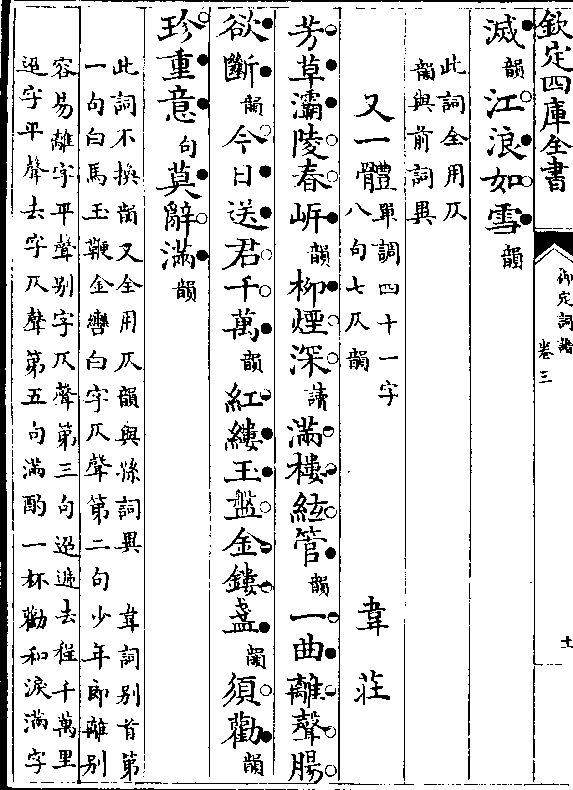 欽定四庫全書
御定詞譜
卷三
十
滅韻江浪如雪韻
此詞全用仄
韻與前詞異
又一體單調四十一字
八句七仄韻
韋莊
芳草灞陵春岍韻柳煙深讀滿樓絃管韻一曲離聲腸
欲斷韻今日送君千萬韻紅縷玉盤金鏤盞韻須勸韻
珍重意句莫辭滿韻
此詞不換韻又全用仄韻與孫詞異 韋詞別首第
一句白馬玉鞭金轡白字仄聲第二句少年郎離別
容易離字平聲別字仄聲第三句迢遞去程千萬里
迢字平聲去字仄聲第五句滿酌一杯勸和淚滿字